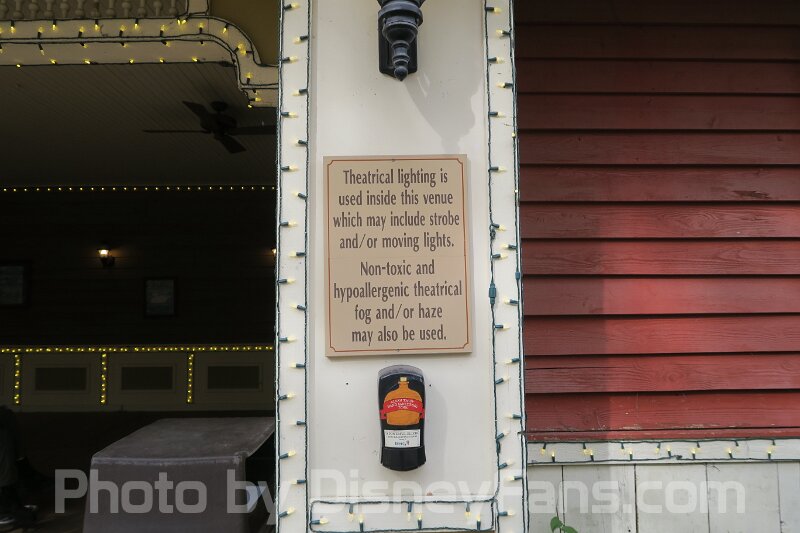 Theatrical lighting is
used inside this venue
which may include strobe
and/or moving lights.
Non-toxic and
hypoallergenic theatrical
fog and/or haze
may also be used.
Photo by DisneyFans.com